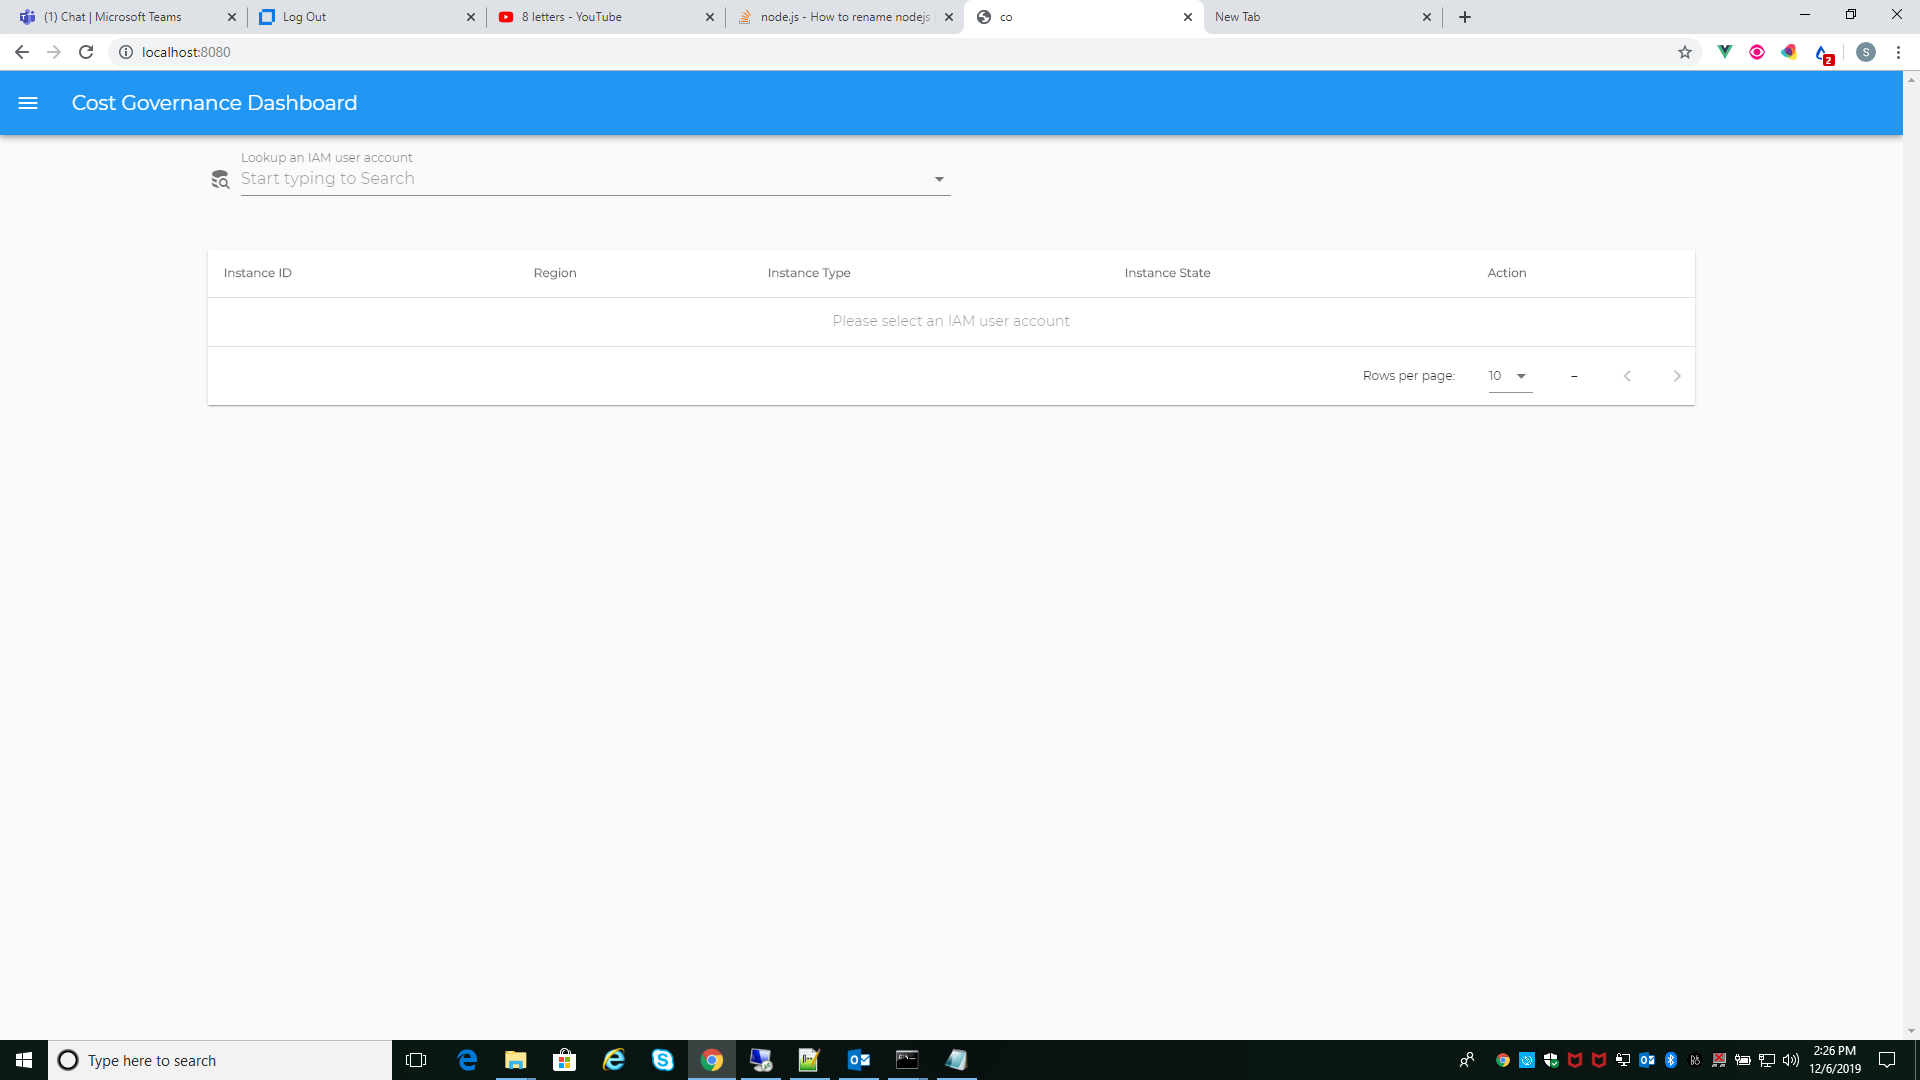 (1) Chat | Microsoft Teams
Log Out
8 letters - YouTube
node.js - How to rename nodejs
co
New Tab
localhost:8080
2
S
Cost Governance Dashboard
Lookup an IAM user account
Start typing to Search
Instance ID Region Instance Type Instance State Action
Please select an IAM user account
Rows per page: 10 –
Type here to search
2:26 PM
12/6/2019